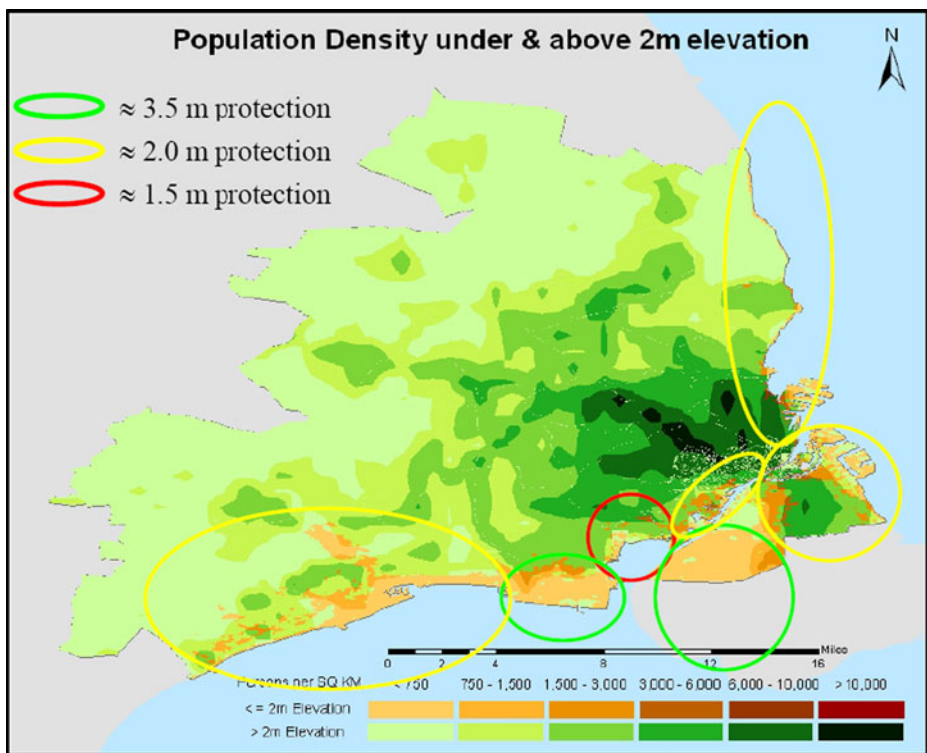 Population Density under & above 2m elevation
N
≈ 3.5 m protection
≈ 2.0 m protection
≈ 1.5 m protection
Miles
0 4 8 12 16
Persons per SQ KM < 750 750 - 1,500 1,500 - 3,000 3,000 - 6,000 6,000 - 10,000 > 10,000
< = 2m Elevation
> 2m Elevation